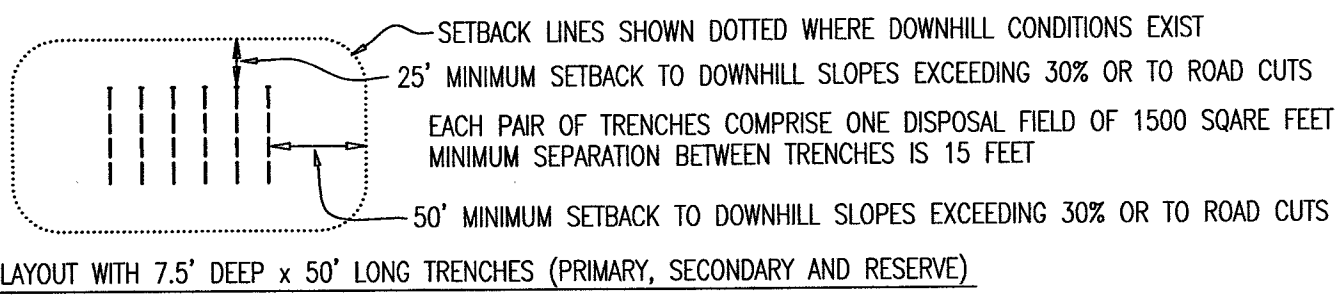 SETBACK LINES SHOWN DOTTED WHERE DOWNHILL CONDITIONS EXIST
25' MINIMUM SETBACK TO DOWNHILL SLOPES EXCEEDING 30% OR TO ROAD CUTS
EACH PAIR OF TRENCHES COMPRISE ONE DISPOSAL FIELD OF 1500 SQARE FEET
MINIMUM SEPARATION BETWEEN TRENCHES IS 15 FEET
50' MINIMUM SETBACK TO DOWNHILL SLOPES EXCEEDING 30% OR TO ROAD CUTS
LAYOUT WITH 7.5' DEEP x 50' LONG TRENCHES (PRIMARY, SECONDARY AND RESERVE)